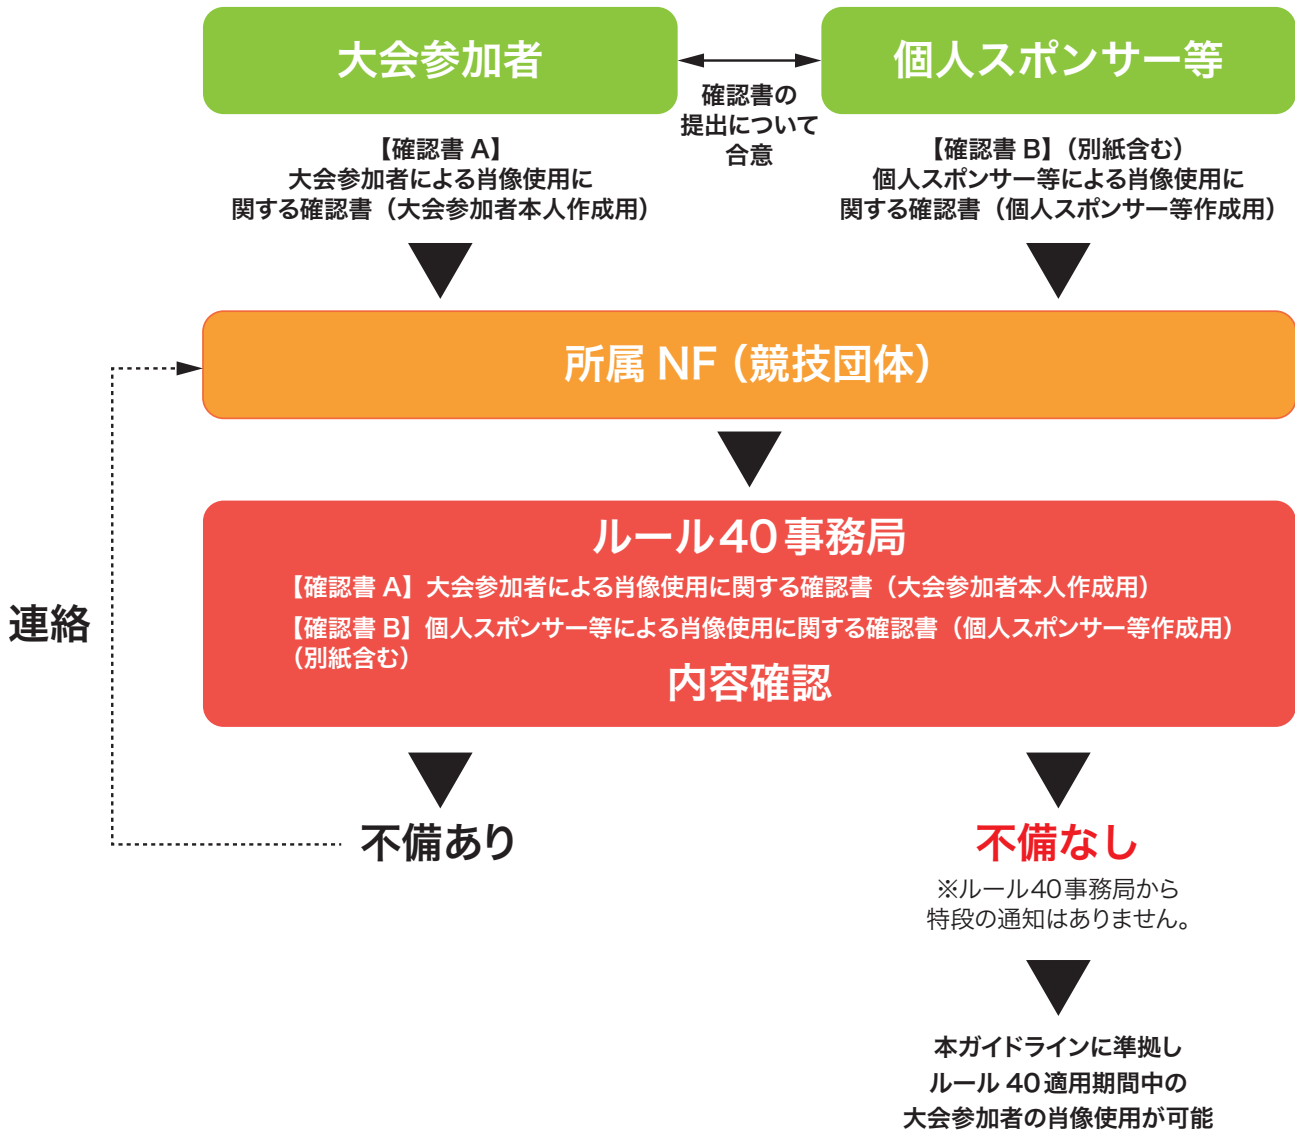 大会参加者
個人スポンサー等
確認書の
提出について
合意
【確認書 A】
大会参加者による肖像使用に
関する確認書（大会参加者本人作成用）
【確認書 B】（別紙含む）
個人スポンサー等による肖像使用に
関する確認書（個人スポンサー等作成用）
所属 NF（競技団体）
ルール40事務局
【確認書 A】大会参加者による肖像使用に関する確認書（大会参加者本人作成用）
【確認書 B】個人スポンサー等による肖像使用に関する確認書（個人スポンサー等作成用）
（別紙含む）
内容確認
連絡
不備あり
不備なし
※ルール40事務局から
特段の通知はありません。
本ガイドラインに準拠し
ルール 40適用期間中の
大会参加者の肖像使用が可能